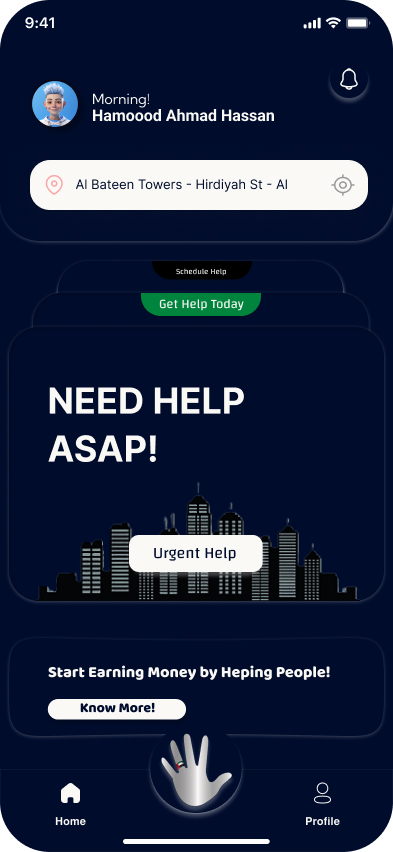 9:41
Morning!
Hamoood Ahmad Hassan
Al Bateen Towers - Hirdiyah St - Al
Schedule Help
Get Help Today
NEED HELP
ASAP!
Urgent Help
Start Earning Money by Heping People!
Know More!
Home
Profile